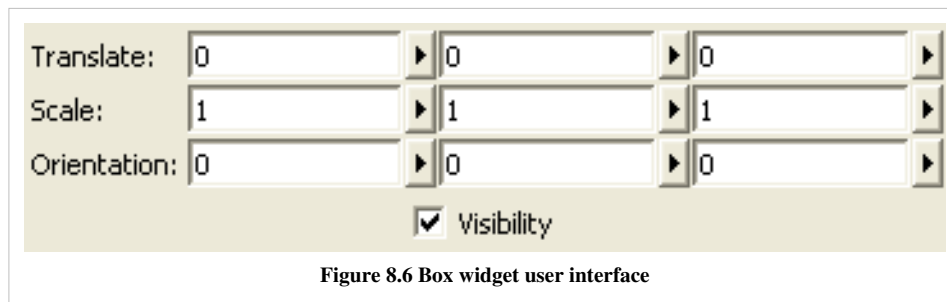 Translate: 0 0 0
Scale: 1 1 1
Orientation: 0 0 0
Visibility
Figure 8.6 Box widget user interface